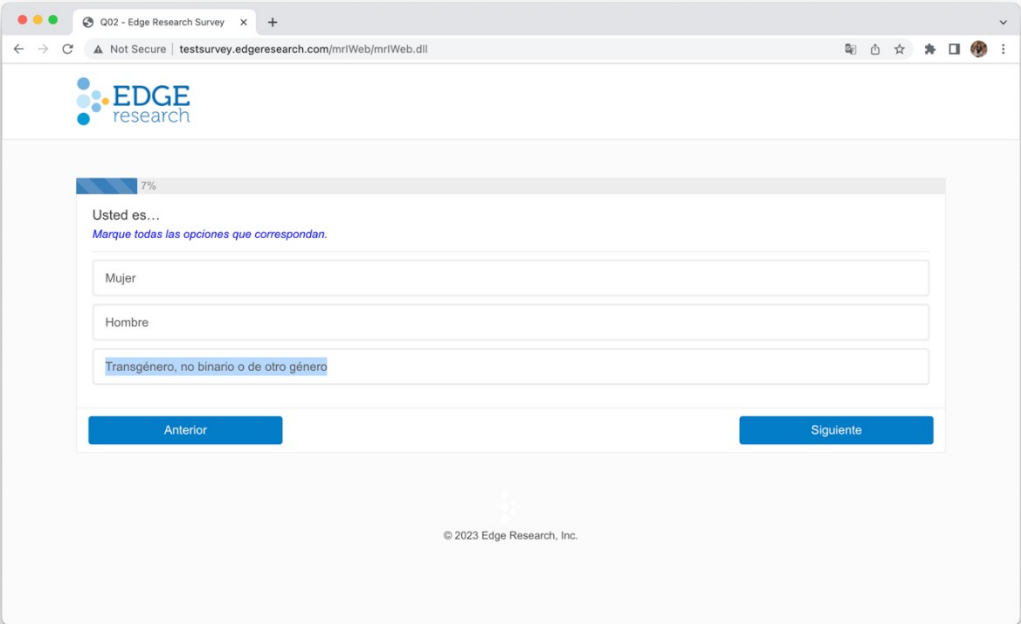 Q02 - Edge Research Survey
Not Secure | testsurvey.edgeresearch.com/mrIWeb/mrIWeb.dll
EDGE
research
7%
Usted es…
Marque todas las opciones que correspondan.
Mujer
Hombre
Transgénero, no binario o de otro género
Anterior
Siguiente
© 2023 Edge Research, Inc.